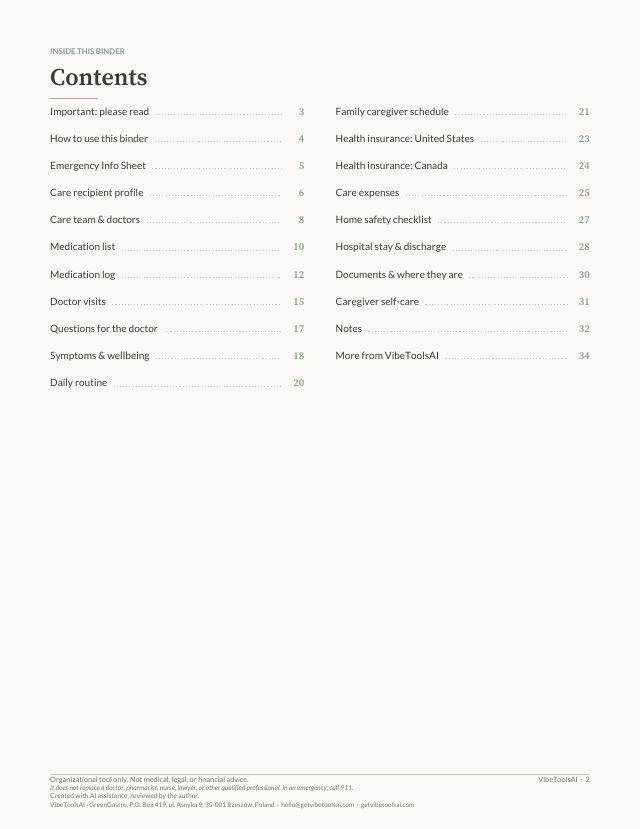 INSIDE THIS BINDER
Contents
Important: please read 3
How to use this binder 4
Emergency Info Sheet 5
Care recipient profile 6
Care team & doctors 8
Medication list 10
Medication log 12
Doctor visits 15
Questions for the doctor 17
Symptoms & wellbeing 18
Daily routine 20
Family caregiver schedule 21
Health insurance: United States 23
Health insurance: Canada 24
Care expenses 25
Home safety checklist 27
Hospital stay & discharge 28
Documents & where they are 30
Caregiver self-care 31
Notes 32
More from VibeToolsAI 34
Organizational tool only. Not medical, legal, or financial advice.
It does not replace a doctor, pharmacist, nurse, lawyer, or other qualified professional. In an emergency, call 911.
Created with AI assistance, reviewed by the author.
VibeToolsAI · GreenGastro, P.O. Box 419, ul. Asnyka 9, 35-001 Rzeszów, Poland · hello@getvibetoolsai.com · getvibetoolsai.com
VibeToolsAI · 2